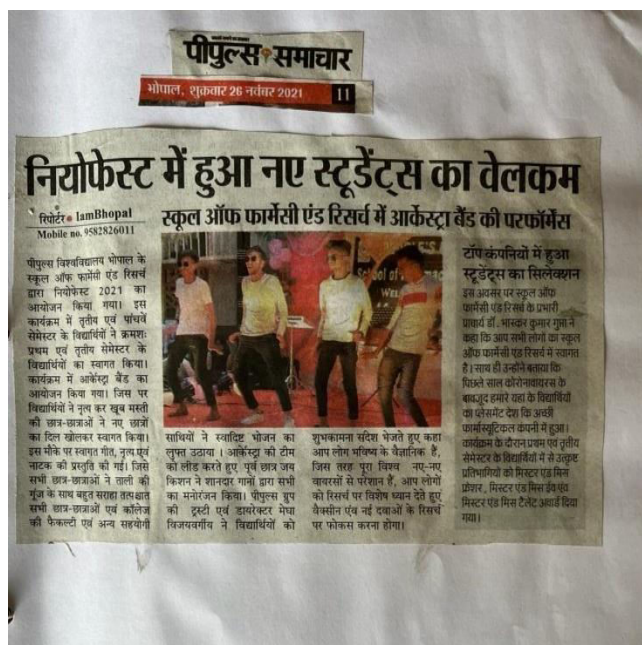 पीपुल्स समाचार
भोपाल, शुक्रवार 26 नवंबर 2021
11
नियोफेस्ट में हुआ नए स्टूडेंट्स का वेलकम
रिपोर्टर • IamBhopal
Mobile no. 9582826011
स्कूल ऑफ फार्मेसी एंड रिसर्च में आर्केस्ट्रा बैंड की परफॉर्मेंस
पीपुल्स विश्वविद्यालय भोपाल के
स्कूल ऑफ फार्मेसी एंड रिसर्च
द्वारा नियोफेस्ट 2021 का
आयोजन किया गया। इस
कार्यक्रम में तृतीय एवं पांचवें
सेमेस्टर के विद्यार्थियों ने क्रमशः
प्रथम एवं तृतीय सेमेस्टर के
विद्यार्थियों का स्वागत किया।
कार्यक्रम में आर्केस्ट्रा बैंड का
आयोजन किया गया। जिस पर
विद्यार्थियों ने नृत्य कर खूब मस्ती
की छात्र-छात्राओं ने नए छात्रों
का दिल खोलकर स्वागत किया।
इस मौके पर स्वागत गीत, नृत्य एवं
नाटक की प्रस्तुति की गई। जिसे
सभी छात्र-छात्राओं ने ताली की
गूंज के साथ बहुत सराहा तत्पश्चात
सभी छात्र-छात्राओं एवं कॉलेज
की फैकल्टी एवं अन्य सहयोगी
साथियों ने स्वादिष्ट भोजन का
लुफ्त उठाया । आर्केस्ट्रा की टीम
को लीड करते हुए पूर्व छात्र जय
किशन ने शानदार गानों द्वारा सभी
का मनोरंजन किया। पीपुल्स ग्रुप
की ट्रस्टी एवं डायरेक्टर मेघा
विजयवर्गीय ने विद्यार्थियों को
शुभकामना संदेश भेजते हुए कहा
आप लोग भविष्य के वैज्ञानिक हैं,
जिस तरह पूरा विश्व नए-नए
वायरसों से परेशान हैं, आप लोगों
को रिसर्च पर विशेष ध्यान देते हुए
वैक्सीन एंव नई दवाओं के रिसर्च
पर फोकस करना होगा।
टॉप कंपनियों में हुआ
स्टूडेंट्स का सिलेक्शन
इस अवसर पर स्कूल ऑफ
फार्मेसी एंड रिसर्च के प्रभारी
प्राचार्य डॉ. भास्कर कुमार गुप्ता ने
कहा कि आप सभी लोगों का स्कूल
ऑफ फार्मेसी एंड रिसर्च में स्वागत
है। साथ ही उन्होंने बताया कि
पिछले साल कोरोनावायरस के
बावजूद हमारे यहा के विद्यार्थियों
का प्लेसमेंट देश कि अच्छी
फार्मास्यूटिकल कंपनी में हुआ।
कार्यक्रम के दौरान प्रथम एवं तृतीय
सेमेस्टर के विद्यार्थियों में से उत्कृष्ट
प्रतिभागियों को मिस्टर एंड मिस
फ्रेशर, मिस्टर एंड मिस ईव एंव
मिस्टर एंड मिस टैलेंट अवार्ड दिया
गया।